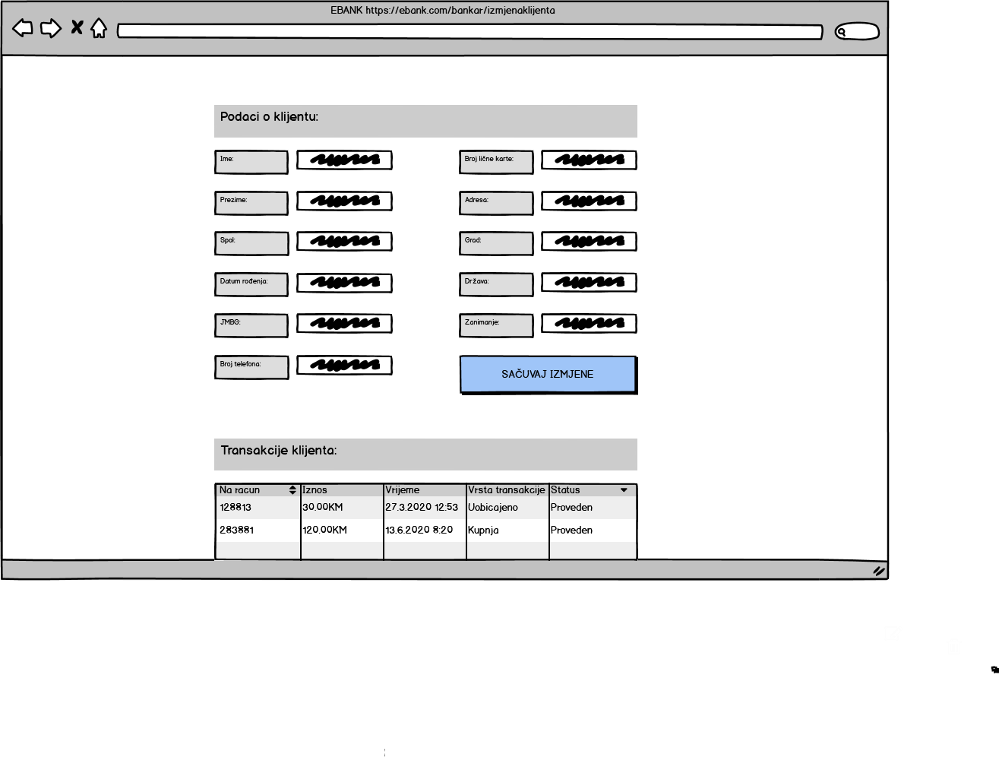 EBANK https://ebank.com/bankar/izmjenaklijenta
Podaci o klijentu:
Ime:
Broj lične karte:
Prezime:
Adresa:
Spol:
Grad:
Datum rođenja:
Država:
JMBG:
Zanimanje:
Broj telefona:
SAČUVAJ IZMJENE
Transakcije klijenta:
Na racun Iznos Vrijeme Vrsta transakcije Status
128813 30.00KM 27.3.2020 12:53 Uobicajeno Proveden
283881 120.00KM 13.6.2020 8:20 Kupnja Proveden